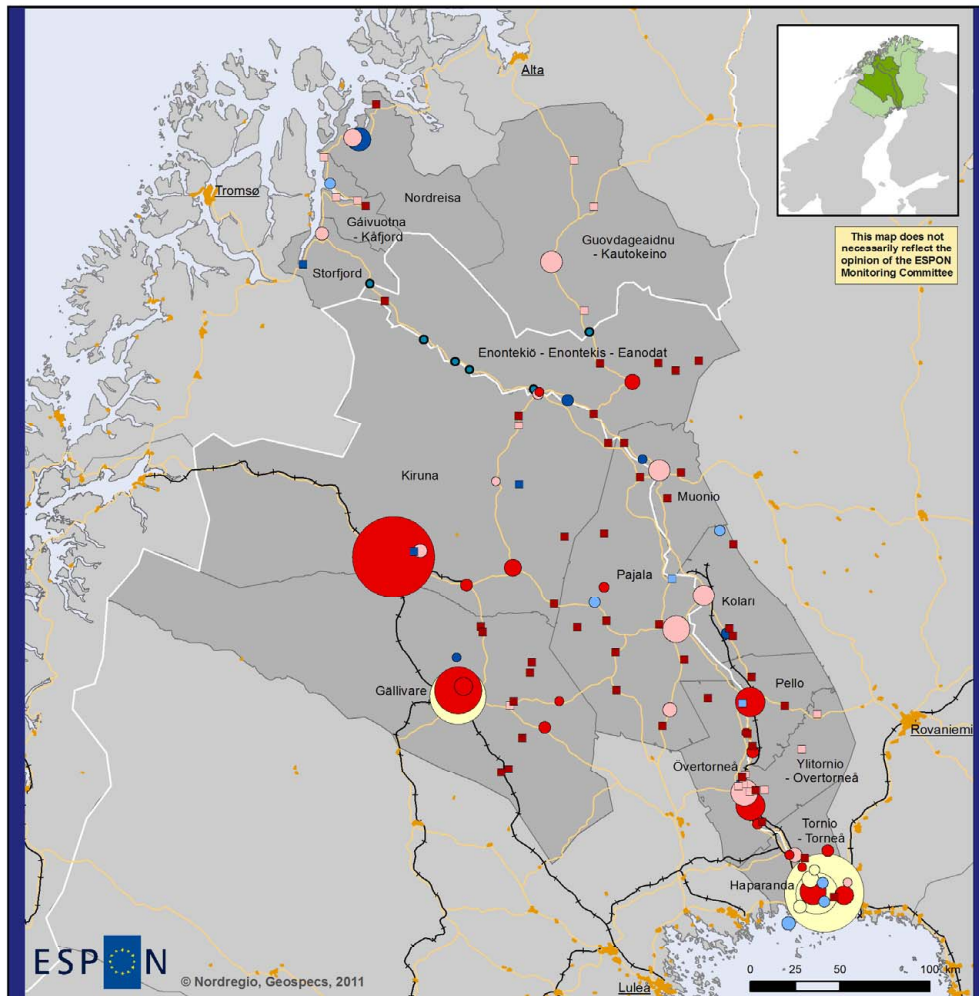 Alta
This map does not
necessarily reflect the
opinion of the ESPON
Monitoring Committee
Tromsø
Nordreisa
Gáivuotna
- Kåfjord
Guovdageaidnu
- Kautokeino
Storfjord
Enontekiö - Enontekis - Eanodat
Kiruna
Muonio
Pajala
Kolari
Gällivare
Pello
Rovaniemi
Övertorneå
Ylitornio
- Övertorneå
Tornio
- Torneå
Haparanda
ESPON
© Nordregio, Geospecs, 2011
Luleå
0 25 50 100 km